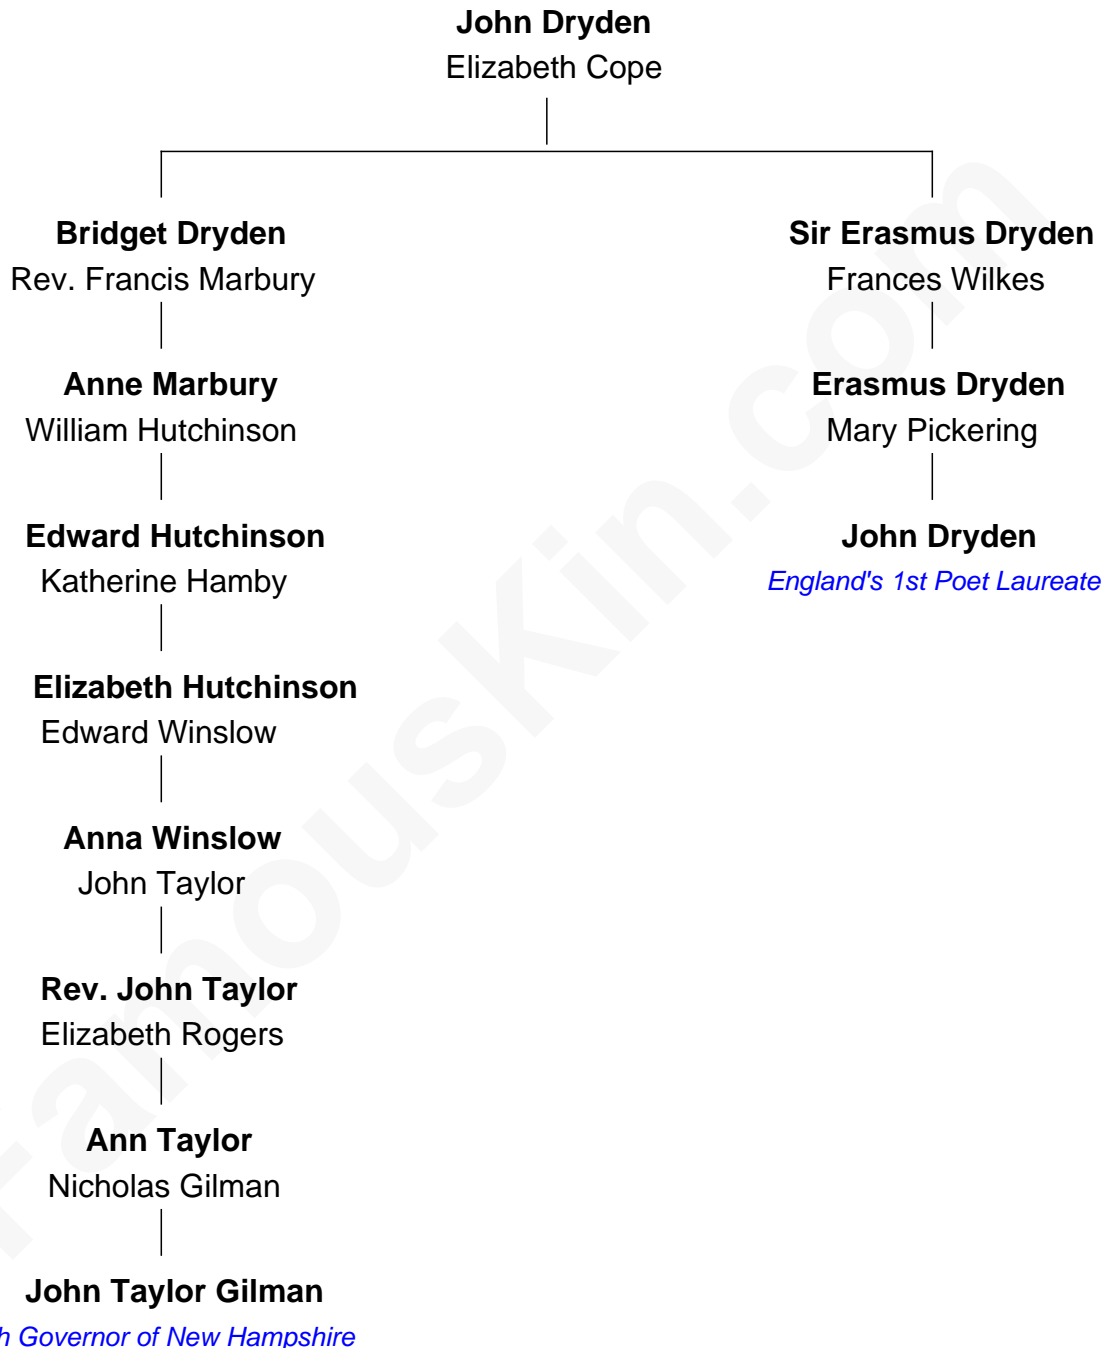 John Dryden
Elizabeth Cope
Bridget Dryden
Rev. Francis Marbury
Anne Marbury
William Hutchinson
Edward Hutchinson
Katherine Hamby
Elizabeth Hutchinson
Edward Winslow
Anna Winslow
John Taylor
Rev. John Taylor
Elizabeth Rogers
Ann Taylor
Nicholas Gilman
John Taylor Gilman
h Governor of New Hampshire
Sir Erasmus Dryden
Frances Wilkes
Erasmus Dryden
Mary Pickering
John Dryden
England's 1st Poet Laureate
FamousKin.com